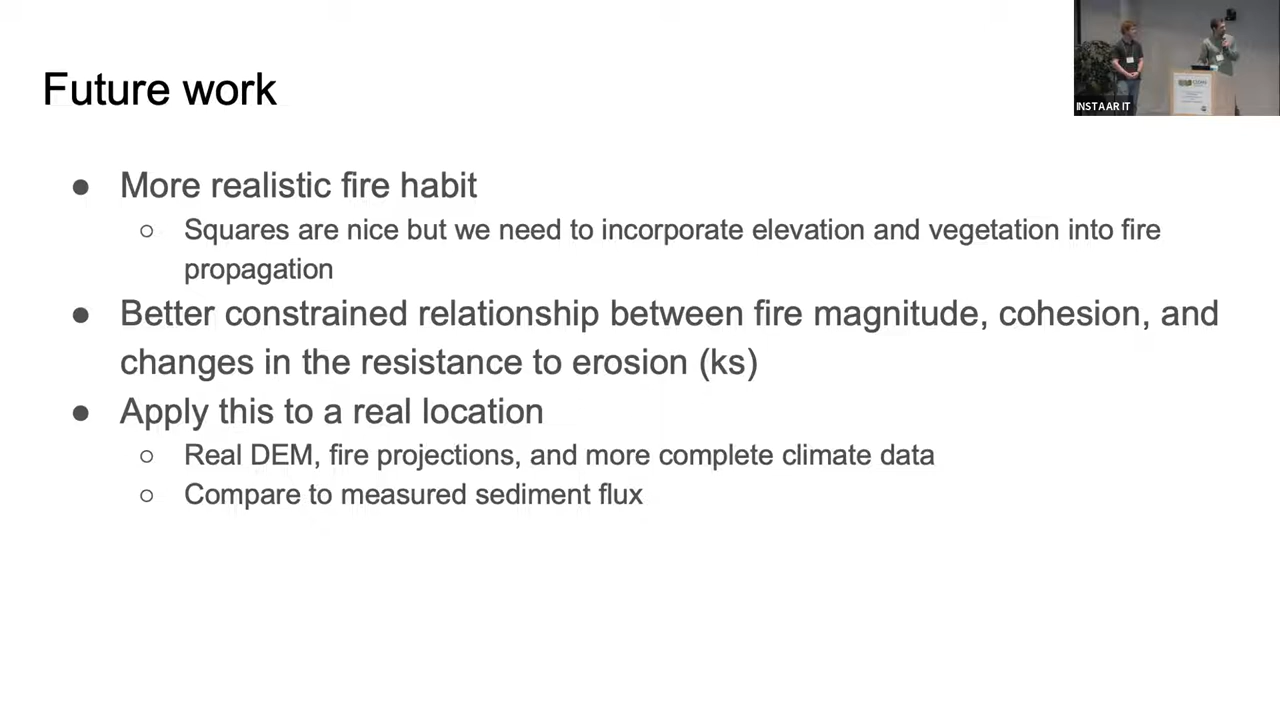 INSTAAR IT
Future work
● More realistic fire habit
○ Squares are nice but we need to incorporate elevation and vegetation into fire
propagation
● Better constrained relationship between fire magnitude, cohesion, and
changes in the resistance to erosion (ks)
● Apply this to a real location
○ Real DEM, fire projections, and more complete climate data
○ Compare to measured sediment flux